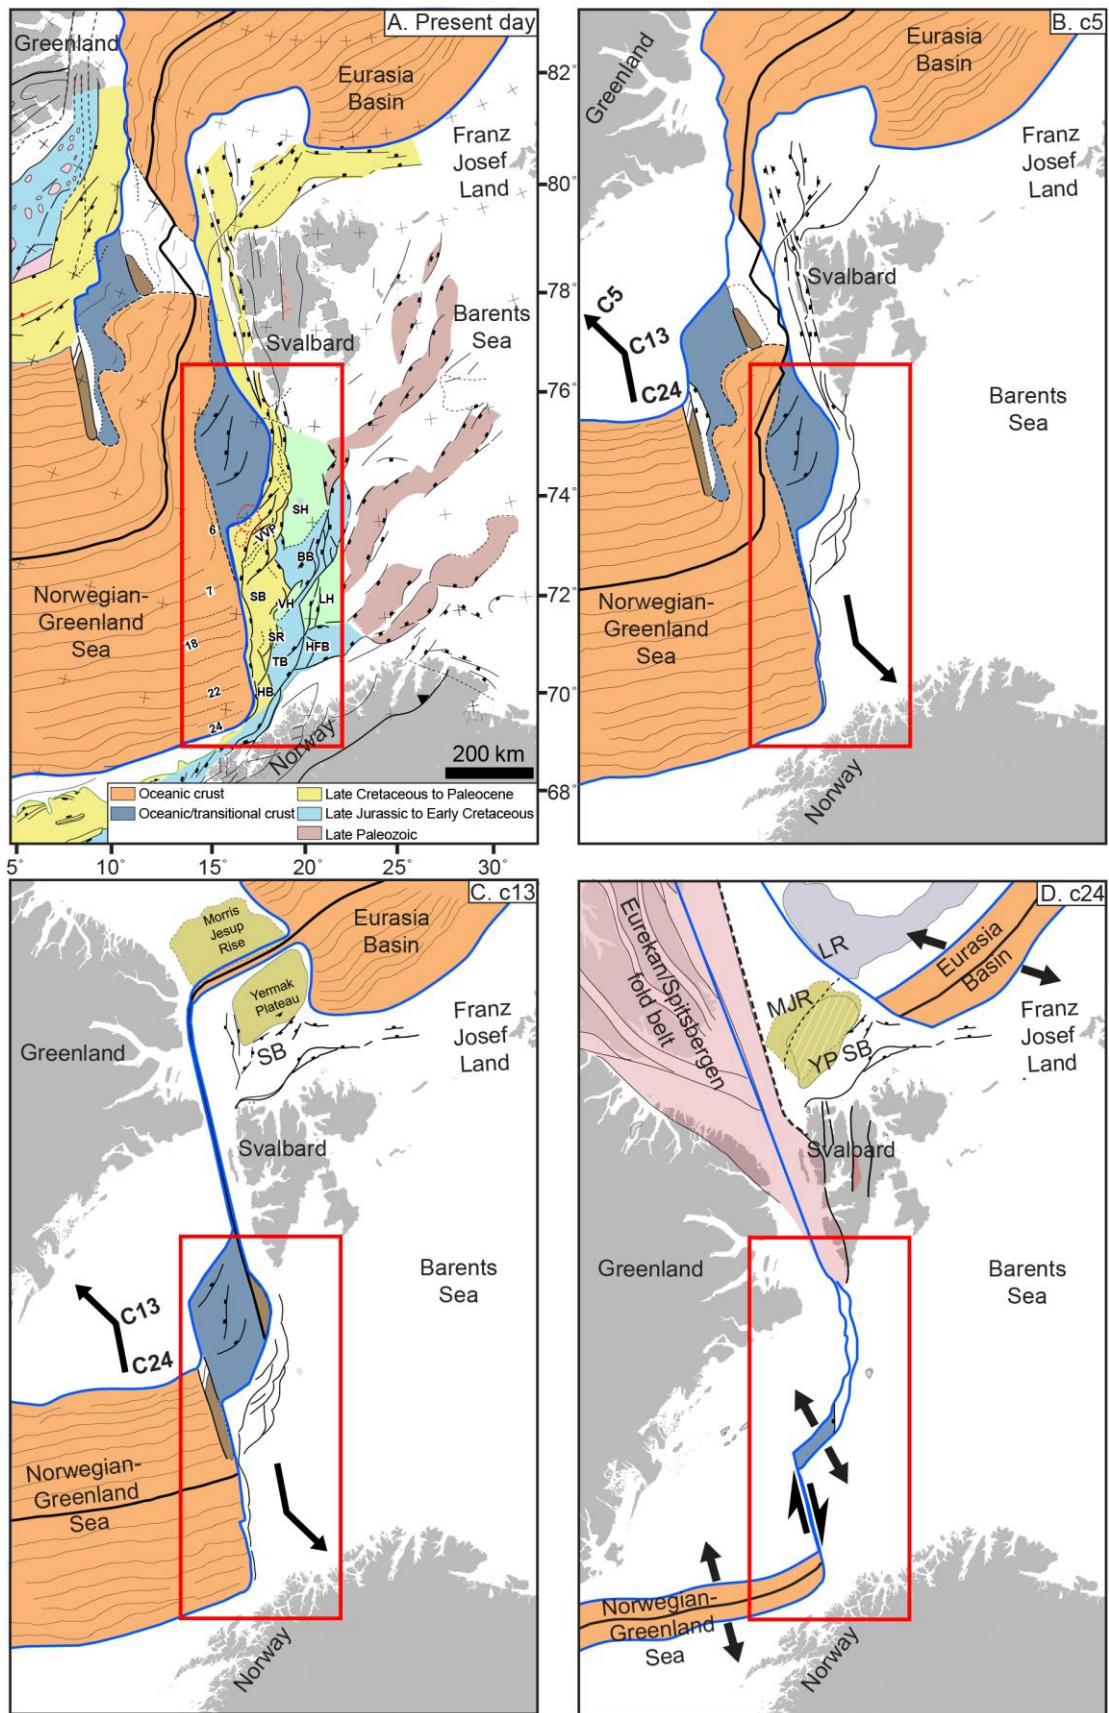 A. Present day
Greenland
Eurasia
Basin
82°
Franz
Josef
Land
80°
78°
Barents
Sea
Svalbard
76°
74°
SH
6
VVP
BB
7
SB
VH
LH
72°
Norwegian-
Greenland
Sea
18
SR
TB
HFB
22
HB
70°
24
Norway
200 km
68°
Oceanic crust
Late Cretaceous to Paleocene
Oceanic/transitional crust
Late Jurassic to Early Cretaceous
Late Paleozoic
5° 10° 15° 20° 25° 30°
B. c5
Greenland
Eurasia
Basin
Franz
Josef
Land
Svalbard
C5
C13
C24
Barents
Sea
Norwegian-
Greenland
Sea
Norway
C. c13
Morris
Jesup
Rise
Eurasia
Basin
Yermak
Plateau
Greenland
SB
Franz
Josef
Land
Svalbard
Barents
Sea
C13
C24
Norwegian-
Greenland
Sea
Norway
D. c24
Eurekan/Spitsbergen
fold belt
LR
Eurasia
Basin
MJR
YP SB
Franz
Josef
Land
Svalbard
Greenland
Barents
Sea
Norwegian-
Greenland
Sea
Norway